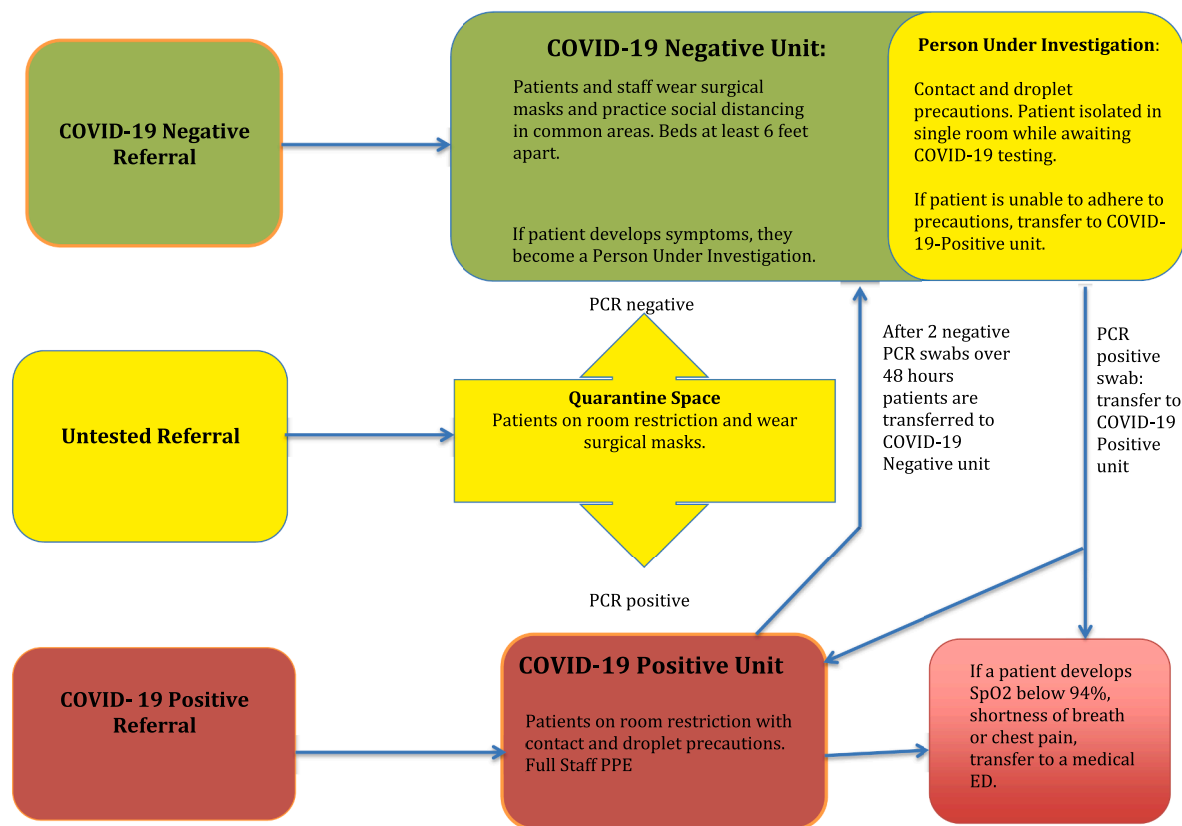 COVID-19 Negative
Referral
COVID-19 Negative Unit:
Patients and staff wear surgical
masks and practice social distancing
in common areas. Beds at least 6 feet
apart.
If patient develops symptoms, they
become a Person Under Investigation.
Person Under Investigation:
Contact and droplet
precautions. Patient isolated in
single room while awaiting
COVID-19 testing.
If patient is unable to adhere to
precautions, transfer to COVID-
19-Positive unit.
PCR negative
Untested Referral
Quarantine Space
Patients on room restriction and wear
surgical masks.
After 2 negative
PCR swabs over
48 hours
patients are
transferred to
COVID-19
Negative unit
PCR
positive
swab:
transfer to
COVID-19
Positive
unit
PCR positive
COVID- 19 Positive
Referral
COVID-19 Positive Unit
Patients on room restriction with
contact and droplet precautions.
Full Staff PPE
If a patient develops
SpO2 below 94%,
shortness of breath
or chest pain,
transfer to a medical
ED.